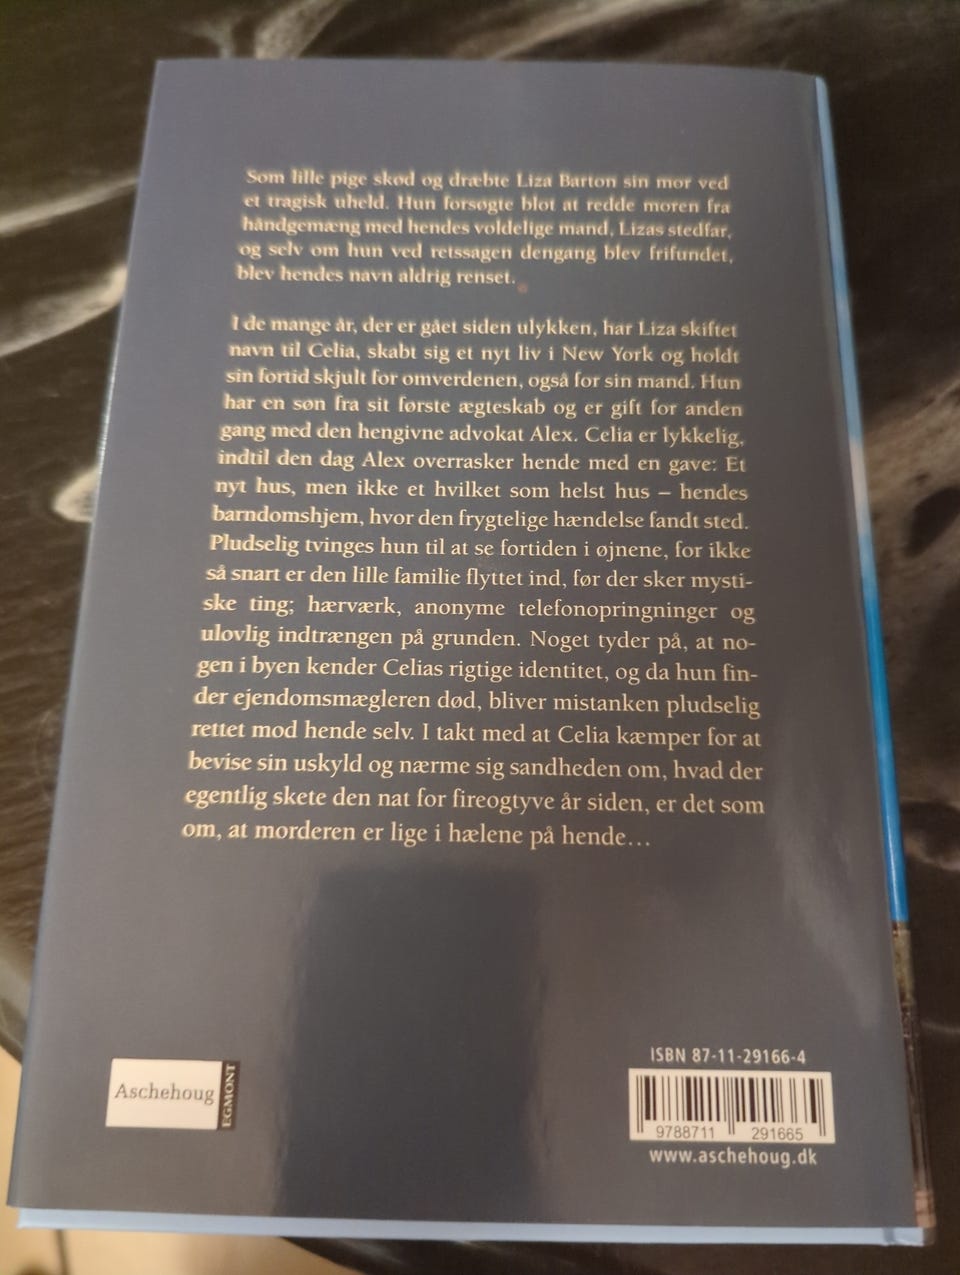 Som lille pige skød og dræbte Liza Barton sin mor ved
et tragisk uheld. Hun forsøgte blot at redde moren fra
håndgemæng med hendes voldelige mand, Lizas stedfar,
og selv om hun ved retssagen dengang blev frifundet,
blev hendes navn aldrig renset.
I de mange år, der er gået siden ulykken, har Liza skiftet
navn til Celia, skabt sig et nyt liv i New York og holdt
sin fortid skjult for omverdenen, også for sin mand. Hun
har en søn fra sit første ægteskab og er gift for anden
gang med den hengivne advokat Alex. Celia er lykkelig,
indtil den dag Alex overrasker hende med en gave: Et
nyt hus, men ikke et hvilket som helst hus – hendes
barndomshjem, hvor den frygtelige hændelse fandt sted.
Pludselig tvinges hun til at se fortiden i øjnene, for ikke
så snart er den lille familie flyttet ind, før der sker mysti-
ske ting; hærværk, anonyme telefonopringninger og
ulovlig indtrængen på grunden. Noget tyder på, at no-
gen i byen kender Celias rigtige identitet, og da hun fin-
der ejendomsmægleren død, bliver mistanken pludselig
rettet mod hende selv. I takt med at Celia kæmper for at
bevise sin uskyld og nærme sig sandheden om, hvad der
egentlig skete den nat for fireogtyve år siden, er det som
om, at morderen er lige i hælene på hende...
Aschehoug
EGMONT
ISBN 87-11-29166-4
9788711 291665
www.aschehoug.dk